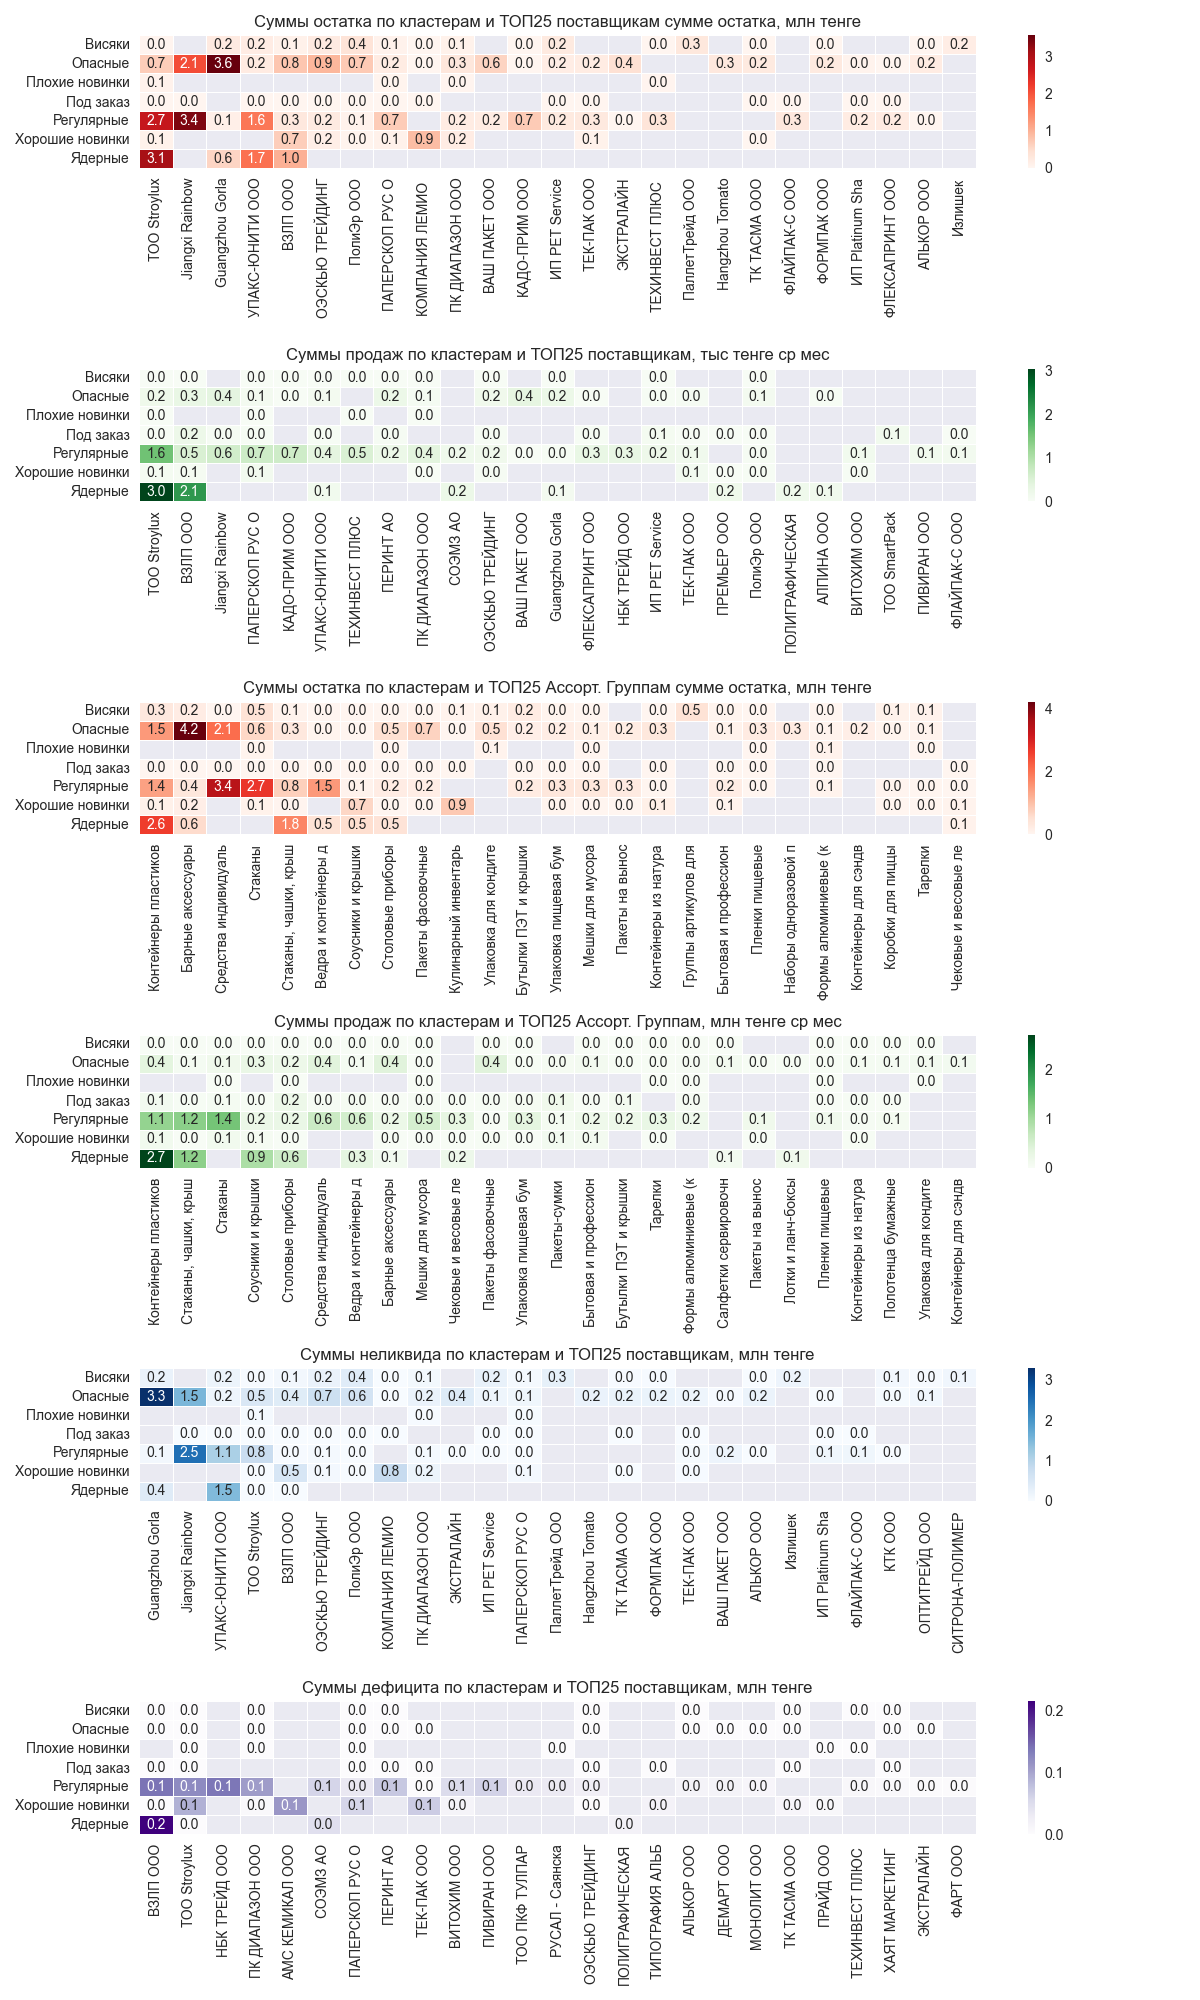 Суммы остатка по кластерам и ТОП25 поставщикам сумме остатка, млн тенге
Висяки 0.0 0.2 0.2 0.1 0.2 0.4 0.1 0.0 0.1 0.0 0.2 0.0 0.3 0.0 0.0 0.0 0.2
Опасные 0.7 2.1 3.6 0.2 0.8 0.9 0.7 0.2 0.0 0.3 0.6 0.0 0.2 0.2 0.4 0.3 0.2 0.2 0.0 0.0 0.2
Плохие новинки 0.1 0.0 0.0 0.0
Под заказ 0.0 0.0 0.0 0.0 0.0 0.0 0.0 0.0 0.0 0.0 0.0 0.0 0.0 0.0
Регулярные 2.7 3.4 0.1 1.6 0.3 0.2 0.1 0.7 0.2 0.2 0.7 0.2 0.3 0.0 0.3 0.3 0.2 0.2 0.0
Хорошие новинки 0.1 0.7 0.2 0.0 0.1 0.9 0.2 0.1 0.0
Ядерные 3.1 0.6 1.7 1.0
3
2
1
0
ТОО Stroylux
Jiangxi Rainbow
Guangzhou Gorla
УПАКС-ЮНИТИ ООО
ВЗЛП ООО
ОЭСКЬЮ ТРЕЙДИНГ
ПолиЭр ООО
ПАПЕРСКОП РУС О
КОМПАНИЯ ЛЕМИО
ПК ДИАПАЗОН ООО
ВАШ ПАКЕТ ООО
КАДО-ПРИМ ООО
ИП PET Service
ТЕК-ПАК ООО
ЭКСТРАЛАЙН
ТЕХИНВЕСТ ПЛЮС
ПаллетТрейд ООО
Hangzhou Tomato
ТК ТАСМА ООО
ФЛАЙПАК-С ООО
ФОРМПАК ООО
ИП Platinum Sha
ФЛЕКСАПРИНТ ООО
АЛЬКОР ООО
Излишек
Суммы продаж по кластерам и ТОП25 поставщикам, тыс тенге ср мес
Висяки 0.0 0.0 0.0 0.0 0.0 0.0 0.0 0.0 0.0 0.0 0.0 0.0
Опасные 0.2 0.3 0.4 0.1 0.0 0.1 0.2 0.1 0.2 0.4 0.2 0.0 0.0 0.0 0.1 0.0
Плохие новинки 0.0 0.0 0.0 0.0
Под заказ 0.0 0.2 0.0 0.0 0.0 0.0 0.0 0.0 0.1 0.0 0.0 0.0 0.1 0.0
Регулярные 1.6 0.5 0.6 0.7 0.7 0.4 0.5 0.2 0.4 0.2 0.2 0.0 0.0 0.3 0.3 0.2 0.1 0.0 0.1 0.1 0.1
Хорошие новинки 0.1 0.1 0.1 0.0 0.0 0.1 0.0 0.0 0.0
Ядерные 3.0 2.1 0.1 0.2 0.1 0.2 0.2 0.1
3
2
1
0
ТОО Stroylux
ВЗЛП ООО
Jiangxi Rainbow
ПАПЕРСКОП РУС О
КАДО-ПРИМ ООО
УПАКС-ЮНИТИ ООО
ТЕХИНВЕСТ ПЛЮС
ПЕРИНТ АО
ПК ДИАПАЗОН ООО
СОЭМЗ АО
ОЭСКЬЮ ТРЕЙДИНГ
ВАШ ПАКЕТ ООО
Guangzhou Gorla
ФЛЕКСАПРИНТ ООО
НБК ТРЕЙД ООО
ИП PET Service
ТЕК-ПАК ООО
ПРЕМЬЕР ООО
ПолиЭр ООО
ПОЛИГРАФИЧЕСКАЯ
АЛПИНА ООО
ВИТОХИМ ООО
ТОО SmartPack
ПИВИРАН ООО
ФЛАЙПАК-С ООО
Суммы остатка по кластерам и ТОП25 Ассорт. Группам сумме остатка, млн тенге
Висяки 0.3 0.2 0.0 0.5 0.1 0.0 0.0 0.0 0.0 0.1 0.1 0.2 0.0 0.0 0.0 0.5 0.0 0.0 0.0 0.1 0.1
Опасные 1.5 4.2 2.1 0.6 0.3 0.0 0.0 0.5 0.7 0.0 0.5 0.2 0.2 0.1 0.2 0.3 0.1 0.3 0.3 0.1 0.2 0.0 0.1
Плохие новинки 0.0 0.0 0.1 0.0 0.0 0.1 0.0
Под заказ 0.0 0.0 0.0 0.0 0.0 0.0 0.0 0.0 0.0 0.0 0.0 0.0 0.0 0.0 0.0 0.0 0.0 0.0
Регулярные 1.4 0.4 3.4 2.7 0.8 1.5 0.1 0.2 0.2 0.2 0.3 0.3 0.3 0.0 0.2 0.0 0.1 0.0 0.0 0.0
Хорошие новинки 0.1 0.2 0.1 0.0 0.7 0.0 0.0 0.9 0.0 0.0 0.0 0.1 0.1 0.0 0.0 0.1
Ядерные 2.6 0.6 1.8 0.5 0.5 0.5 0.1
4
2
0
Контейнеры пластиков
Барные аксессуары
Средства индивидуаль
Стаканы
Стаканы, чашки, крыш
Ведра и контейнеры д
Соусники и крышки
Столовые приборы
Пакеты фасовочные
Кулинарный инвентарь
Упаковка для кондите
Бутылки ПЭТ и крышки
Упаковка пищевая бум
Мешки для мусора
Пакеты на вынос
Контейнеры из натура
Группы артикулов для
Бытовая и профессион
Пленки пищевые
Наборы одноразовой п
Формы алюминиевые (к
Контейнеры для сэндв
Коробки для пиццы
Тарелки
Чековые и весовые ле
Суммы продаж по кластерам и ТОП25 Ассорт. Группам, млн тенге ср мес
Висяки 0.0 0.0 0.0 0.0 0.0 0.0 0.0 0.0 0.0 0.0 0.0 0.0 0.0 0.0 0.0 0.0 0.0 0.0 0.0 0.0
Опасные 0.4 0.1 0.1 0.3 0.2 0.4 0.1 0.4 0.0 0.4 0.0 0.0 0.1 0.0 0.0 0.0 0.1 0.0 0.0 0.0 0.1 0.1 0.1 0.1
Плохие новинки 0.0 0.0 0.0 0.0 0.0 0.0 0.0
Под заказ 0.1 0.0 0.1 0.2 0.0 0.0 0.0 0.0 0.0 0.0 0.0 0.1 0.0 0.1 0.0 0.0 0.0 0.0
Регулярные 1.1 1.2 1.4 0.2 0.2 0.6 0.6 0.2 0.5 0.3 0.0 0.3 0.1 0.2 0.2 0.3 0.2 0.1 0.1 0.0 0.1
Хорошие новинки 0.1 0.0 0.1 0.1 0.0 0.0 0.0 0.0 0.0 0.0 0.1 0.1 0.0 0.0 0.0
Ядерные 2.7 1.2 0.9 0.6 0.3 0.1 0.2 0.1 0.1
2
1
0
Контейнеры пластиков
Стаканы, чашки, крыш
Стаканы
Соусники и крышки
Столовые приборы
Средства индивидуаль
Ведра и контейнеры д
Барные аксессуары
Мешки для мусора
Чековые и весовые ле
Пакеты фасовочные
Упаковка пищевая бум
Пакеты-сумки
Бытовая и профессион
Бутылки ПЭТ и крышки
Тарелки
Формы алюминиевые (к
Салфетки сервировочн
Пакеты на вынос
Лотки и ланч-боксы
Пленки пищевые
Контейнеры из натура
Полотенца бумажные
Упаковка для кондите
Контейнеры для сэндв
Суммы неликвида по кластерам и ТОП25 поставщикам, млн тенге
Висяки 0.2 0.2 0.0 0.1 0.2 0.4 0.0 0.1 0.2 0.1 0.3 0.0 0.0 0.0 0.2 0.1 0.0 0.1
Опасные 3.3 1.5 0.2 0.5 0.4 0.7 0.6 0.0 0.2 0.4 0.1 0.1 0.2 0.2 0.2 0.2 0.0 0.2 0.0 0.0 0.1
Плохие новинки 0.1 0.0 0.0
Под заказ 0.0 0.0 0.0 0.0 0.0 0.0 0.0 0.0 0.0 0.0 0.0 0.0 0.0
Регулярные 0.1 2.5 1.1 0.8 0.0 0.1 0.0 0.1 0.0 0.0 0.0 0.0 0.2 0.0 0.1 0.1 0.0
Хорошие новинки 0.0 0.5 0.1 0.0 0.8 0.2 0.1 0.0 0.0
Ядерные 0.4 1.5 0.0 0.0
3
2
1
0
Guangzhou Gorla
Jiangxi Rainbow
УПАКС-ЮНИТИ ООО
ТОО Stroylux
ВЗЛП ООО
ОЭСКЬЮ ТРЕЙДИНГ
ПолиЭр ООО
КОМПАНИЯ ЛЕМИО
ПК ДИАПАЗОН ООО
ЭКСТРАЛАЙН
ИП PET Service
ПАПЕРСКОП РУС О
ПаллетТрейд ООО
Hangzhou Tomato
ТК ТАСМА ООО
ФОРМПАК ООО
ТЕК-ПАК ООО
ВАШ ПАКЕТ ООО
АЛЬКОР ООО
Излишек
ИП Platinum Sha
ФЛАЙПАК-С ООО
КТК ООО
ОПТИТРЕЙД ООО
СИТРОНА-ПОЛИМЕР
Суммы дефицита по кластерам и ТОП25 поставщикам, млн тенге
Висяки 0.0 0.0 0.0 0.0 0.0 0.0 0.0 0.0 0.0 0.0
Опасные 0.0 0.0 0.0 0.0 0.0 0.0 0.0 0.0 0.0 0.0 0.0 0.0 0.0
Плохие новинки 0.0 0.0 0.0 0.0 0.0 0.0
Под заказ 0.0 0.0 0.0 0.0 0.0 0.0 0.0 0.0 0.0
Регулярные 0.1 0.1 0.1 0.1 0.1 0.0 0.1 0.0 0.1 0.1 0.0 0.0 0.0 0.0 0.0 0.0 0.0 0.0 0.0 0.0
Хорошие новинки 0.0 0.1 0.0 0.1 0.1 0.1 0.0 0.0 0.0 0.0 0.0
Ядерные 0.2 0.0 0.0 0.0
0.2
0.1
0.0
ВЗЛП ООО
ТОО Stroylux
НБК ТРЕЙД ООО
ПК ДИАПАЗОН ООО
АМС КЕМИКАЛ ООО
СОЭМЗ АО
ПАПЕРСКОП РУС О
ПЕРИНТ АО
ТЕК-ПАК ООО
ВИТОХИМ ООО
ПИВИРАН ООО
ТОО ПКФ ТУЛПАР
РУСАЛ - Саянска
ОЭСКЬЮ ТРЕЙДИНГ
ПОЛИГРАФИЧЕСКАЯ
ТИПОГРАФИЯ АЛЬБ
АЛЬКОР ООО
ДЕМАРТ ООО
МОНОЛИТ ООО
ТК ТАСМА ООО
ПРАЙД ООО
ТЕХИНВЕСТ ПЛЮС
ХАЯТ МАРКЕТИНГ
ЭКСТРАЛАЙН
ФАРТ ООО